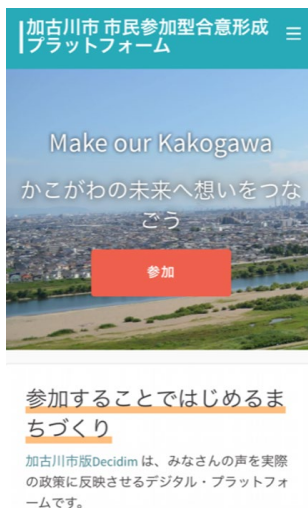 加古川市 市民参加型合意形成
プラットフォーム
Make our Kakogawa
かこがわの未来へ想いをつな
ごう
参加
参加することではじめるま
ちづくり
加古川市版Decidim は、みなさんの声を実際
の政策に反映させるデジタル・プラットフォ
ームです。